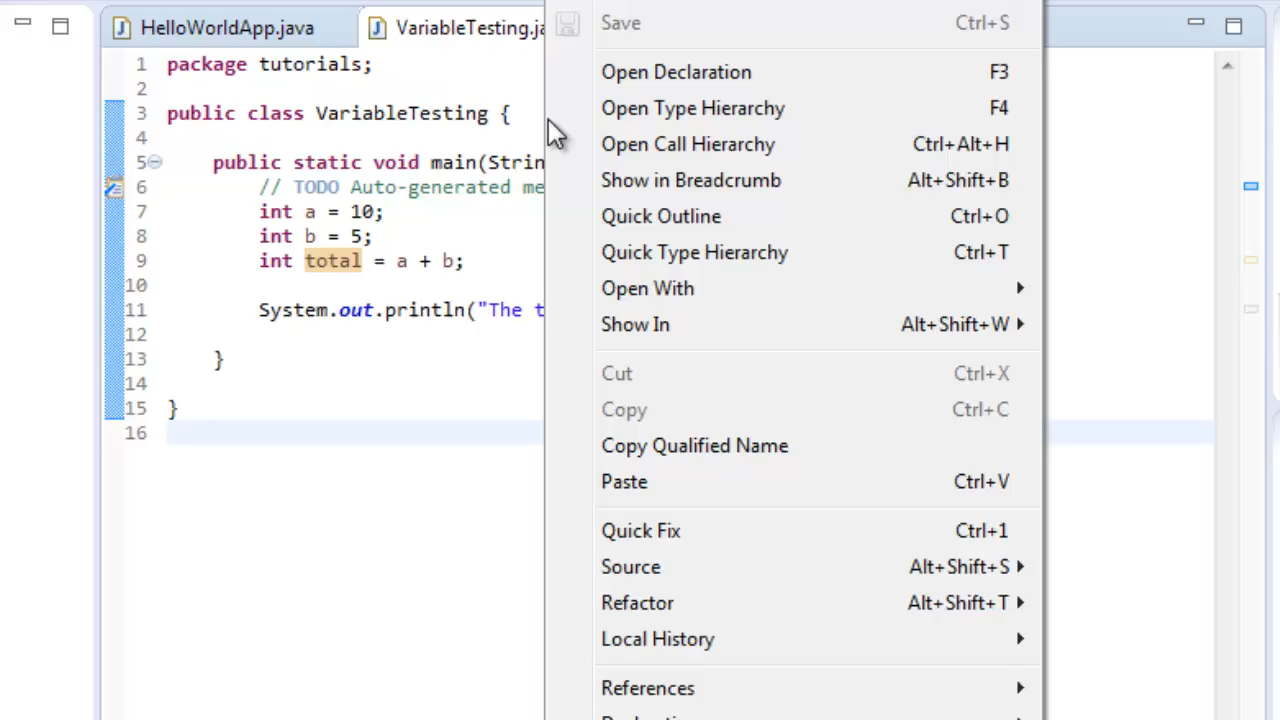 HelloWorldApp.java
VariableTesting.ja
1 package tutorials;
2
3 public class VariableTesting {
4
5 public static void main(Strin
6 // TODO Auto-generated me
7 int a = 10;
8 int b = 5;
9 int total = a + b;
10
11 System.out.println("The t
12
13 }
14
15 }
16
Save Ctrl+S
Open Declaration F3
Open Type Hierarchy F4
Open Call Hierarchy Ctrl+Alt+H
Show in Breadcrumb Alt+Shift+B
Quick Outline Ctrl+O
Quick Type Hierarchy Ctrl+T
Open With
Show In Alt+Shift+W
Cut Ctrl+X
Copy Ctrl+C
Copy Qualified Name
Paste Ctrl+V
Quick Fix Ctrl+1
Source Alt+Shift+S
Refactor Alt+Shift+T
Local History
References